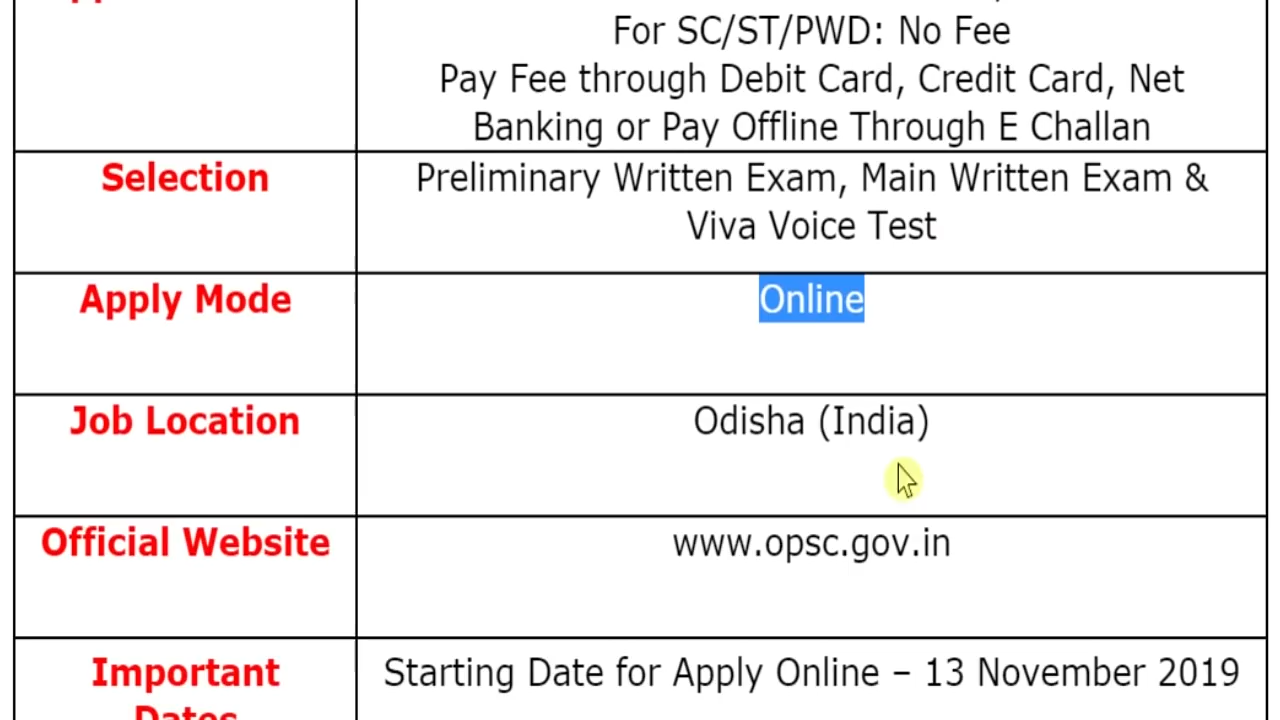 For SC/ST/PWD: No Fee
Pay Fee through Debit Card, Credit Card, Net
Banking or Pay Offline Through E Challan
Selection
Preliminary Written Exam, Main Written Exam &
Viva Voice Test
Apply Mode
Online
Job Location
Odisha (India)
Official Website
www.opsc.gov.in
Important
Dates
Starting Date for Apply Online – 13 November 2019